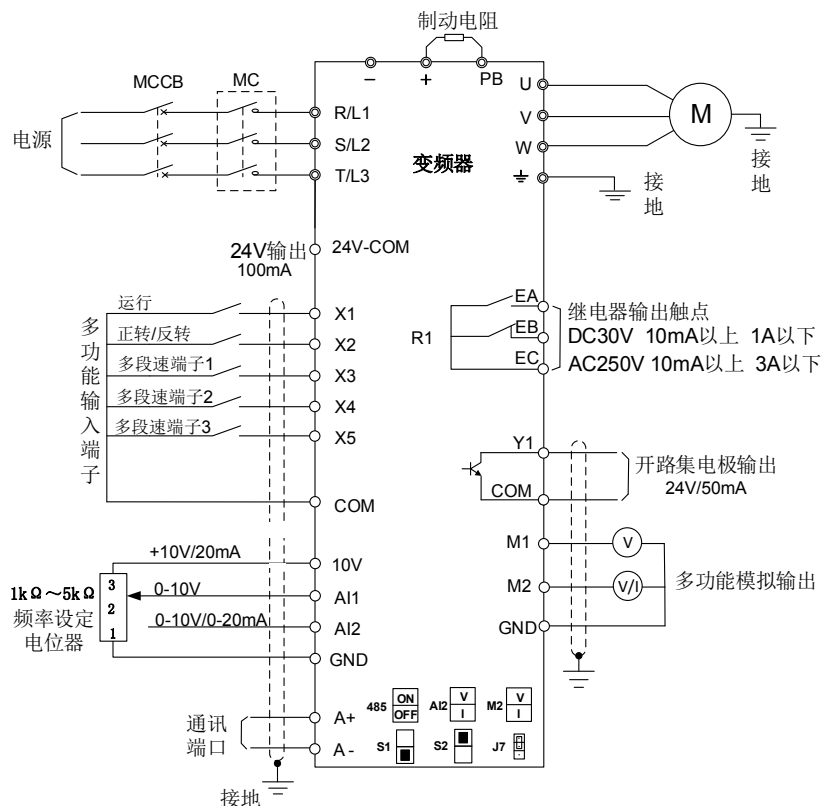 制动电阻
MCCB
MC
−
+
PB
U
V
W
M
接地
电源
R/L1
S/L2
T/L3
变频器
接地
24V输出
100mA
24V-COM
多功能输入端子
运行
X1
正转/反转
X2
多段速端子1
X3
多段速端子2
X4
多段速端子3
X5
COM
R1
EA
EB
EC
继电器输出触点
DC30V 10mA以上 1A以下
AC250V 10mA以上 3A以下
Y1
COM
开路集电极输出
24V/50mA
+10V/20mA
10V
1kΩ～5kΩ
频率设定
电位器
3
2
1
0-10V
AI1
0-10V/0-20mA
AI2
GND
M1
V
M2
V/I
GND
多功能模拟输出
通讯
端口
A+
A-
接地
485
ON
OFF
AI2
V
I
M2
V
I
S1
S2
J7